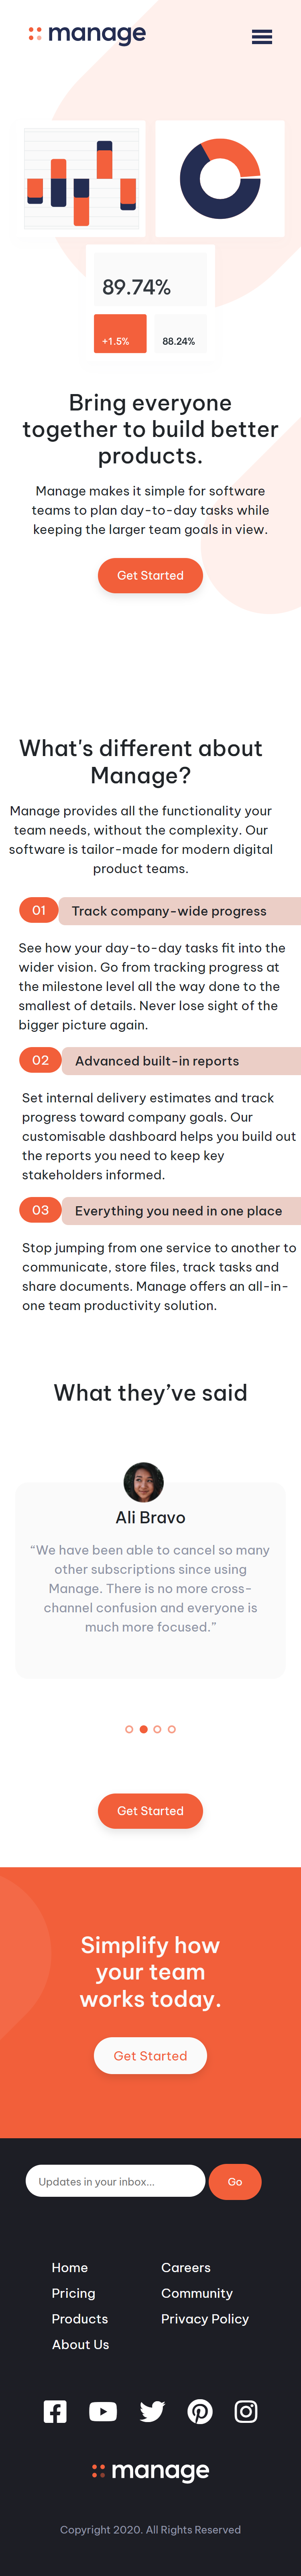 manage
89.74%
+1.5%
88.24%
Bring everyone
together to build better
products.
Manage makes it simple for software
teams to plan day-to-day tasks while
keeping the larger team goals in view.
Get Started
What's different about
Manage?
Manage provides all the functionality your
team needs, without the complexity. Our
software is tailor-made for modern digital
product teams.
01 Track company-wide progress
See how your day-to-day tasks fit into the
wider vision. Go from tracking progress at
the milestone level all the way done to the
smallest of details. Never lose sight of the
bigger picture again.
02 Advanced built-in reports
Set internal delivery estimates and track
progress toward company goals. Our
customisable dashboard helps you build out
the reports you need to keep key
stakeholders informed.
03 Everything you need in one place
Stop jumping from one service to another to
communicate, store files, track tasks and
share documents. Manage offers an all-in-
one team productivity solution.
What they’ve said
Ali Bravo
“We have been able to cancel so many
other subscriptions since using
Manage. There is no more cross-
channel confusion and everyone is
much more focused.”
Get Started
Simplify how
your team
works today.
Get Started
Updates in your inbox...
Go
Home
Pricing
Products
About Us
Careers
Community
Privacy Policy
manage
Copyright 2020. All Rights Reserved